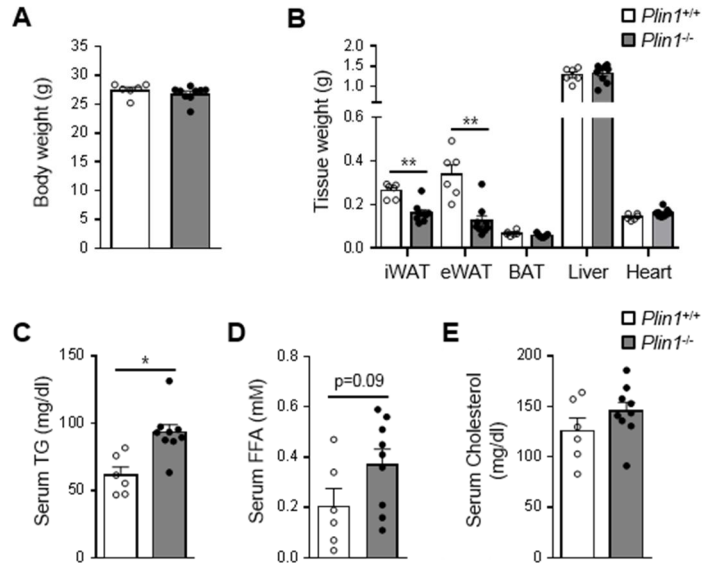 A
Body weight (g)
35
30
25
20
15
10
5
0
B
Plin1+/+
Plin1-/-
Tissue weight (g)
2.0
1.5
1.0
0.6
0.4
0.2
0.0
**
**
iWAT eWAT BAT Liver Heart
C
Serum TG (mg/dl)
150
100
50
0
*
D
Serum FFA (mM)
0.8
0.6
0.4
0.2
0.0
p=0.09
E
Plin1+/+
Plin1-/-
Serum Cholesterol
(mg/dl)
200
150
100
50
0